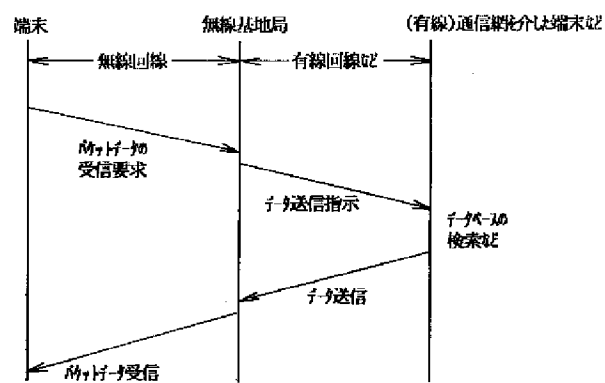 端末
無線基地局
(有線)通信網を介した端末など
無線回線
有線回線など
パケットデータの
受信要求
データ送信指示
データベースの
検索など
データ送信
パケットデータ受信